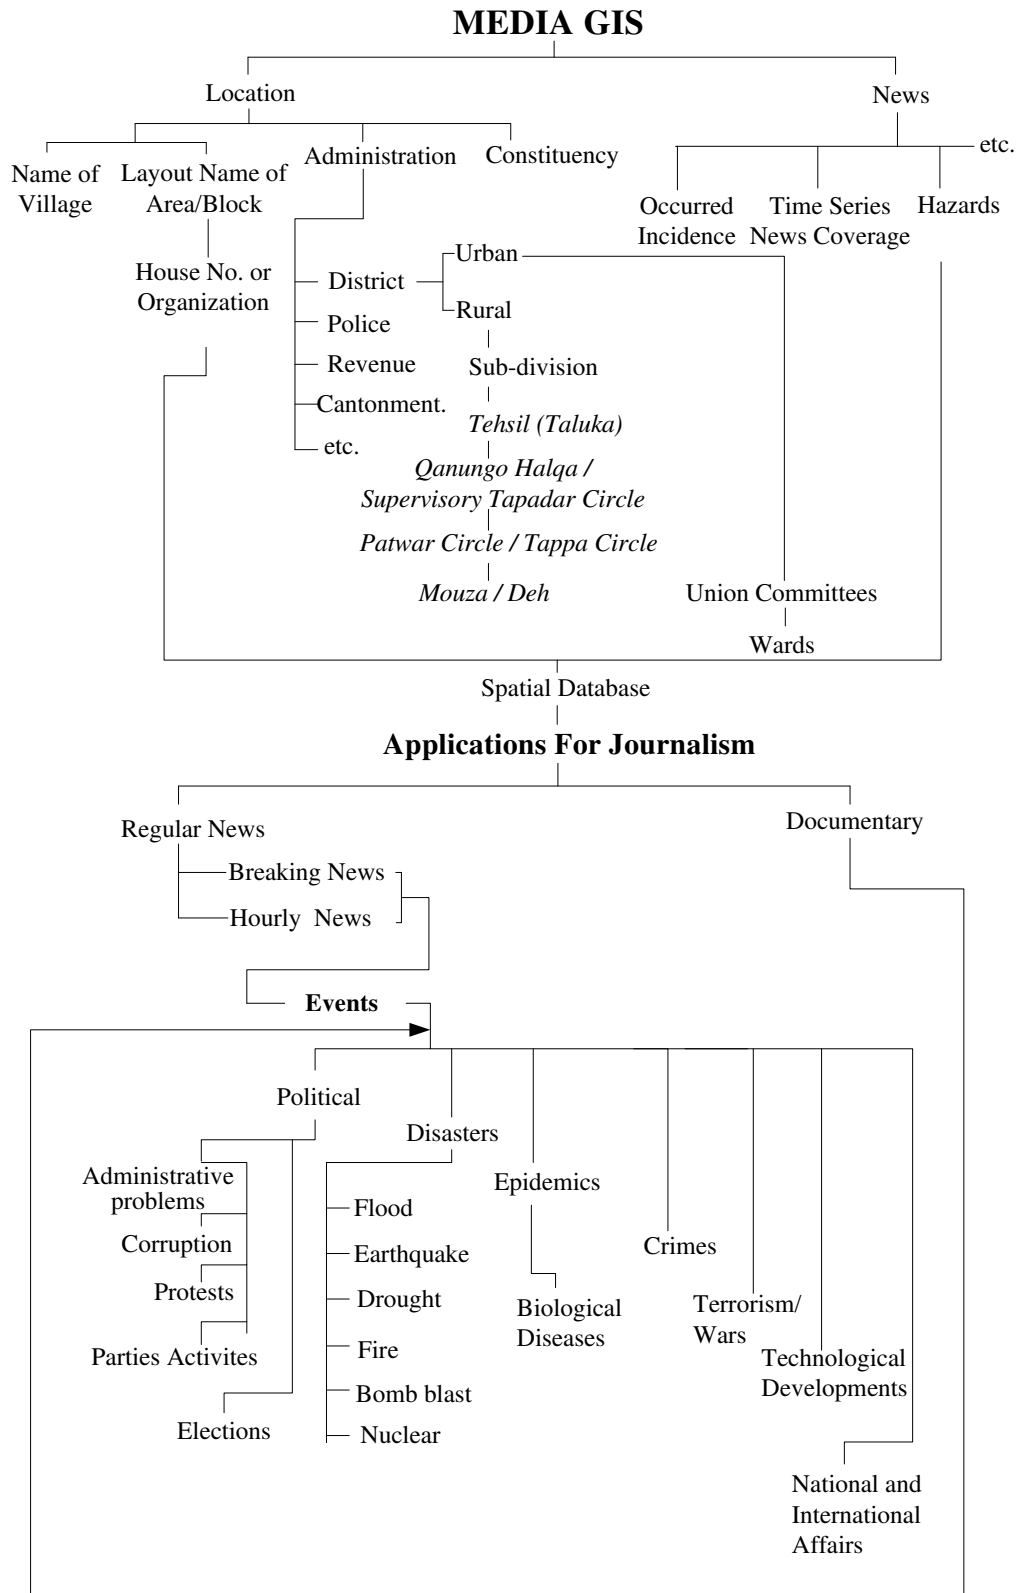 MEDIA GIS
Location
News
Name of
Village
Layout Name of
Area/Block
Administration
Constituency
etc.
Occurred
Incidence
Time Series
News Coverage
Hazards
House No. or
Organization
District
Urban
Rural
Police
Revenue
Cantonment.
etc.
Sub-division
Tehsil (Taluka)
Qanungo Halqa /
Supervisory Tapadar Circle
Patwar Circle / Tappa Circle
Mouza / Deh
Union Committees
Wards
Spatial Database
Applications For Journalism
Regular News
Documentary
Breaking News
Hourly News
Events
Political
Disasters
Epidemics
Crimes
Terrorism/
Wars
Technological
Developments
National and
International
Affairs
Administrative
problems
Corruption
Protests
Parties Activites
Elections
Flood
Earthquake
Drought
Fire
Bomb blast
Nuclear
Biological
Diseases